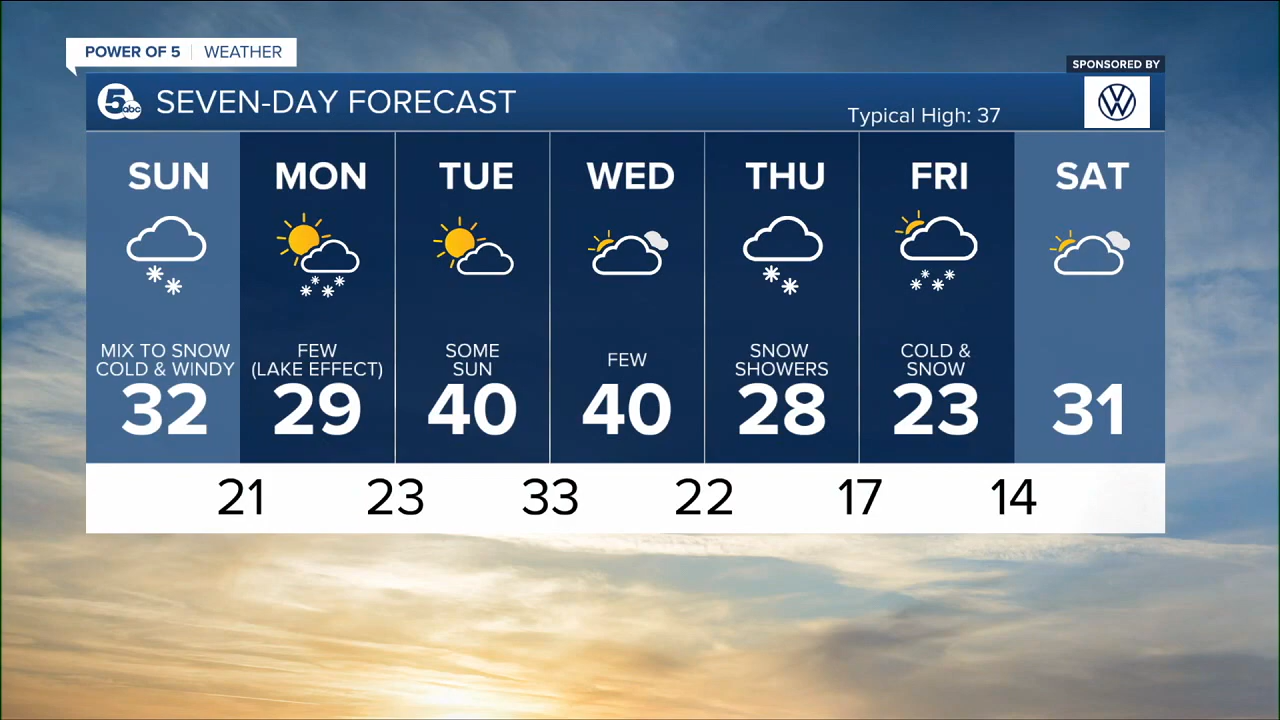 POWER OF 5 | WEATHER
SPONSORED BY
5 abc SEVEN-DAY FORECAST
Typical High: 37
VW
SUN MON TUE WED THU FRI SAT
MIX TO SNOW FEW SOME FEW SNOW COLD &
COLD & WINDY (LAKE EFFECT) SUN SHOWERS SNOW
32 29 40 40 28 23 31
21 23 33 22 17 14